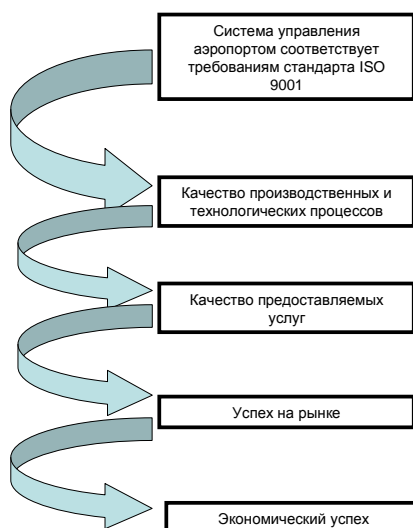 Система управления
аэропортом соответствует
требованиям стандарта ISO
9001
Качество производственных и
технологических процессов
Качество предоставляемых
услуг
Успех на рынке
Экономический успех